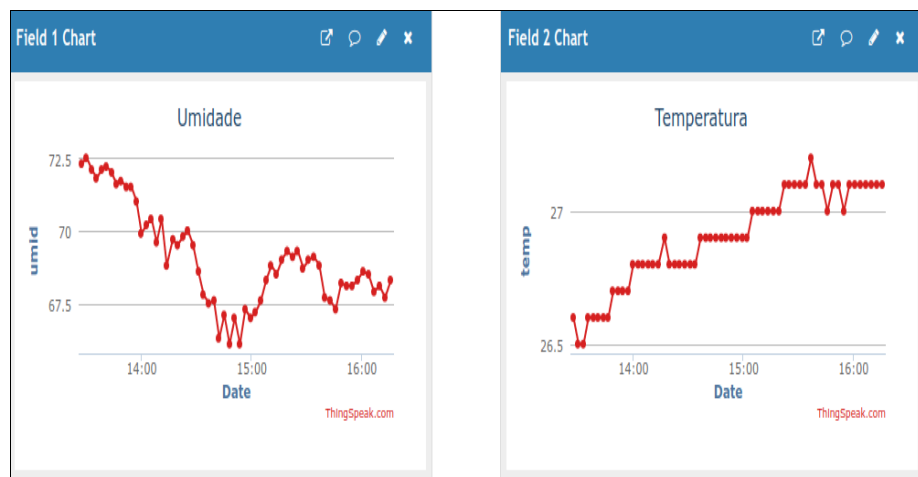 Field 1 Chart
Umidade
72.5
70
67.5
umid
14:00
15:00
16:00
Date
ThingSpeak.com
Field 2 Chart
Temperatura
27
26.5
temp
14:00
15:00
16:00
Date
ThingSpeak.com